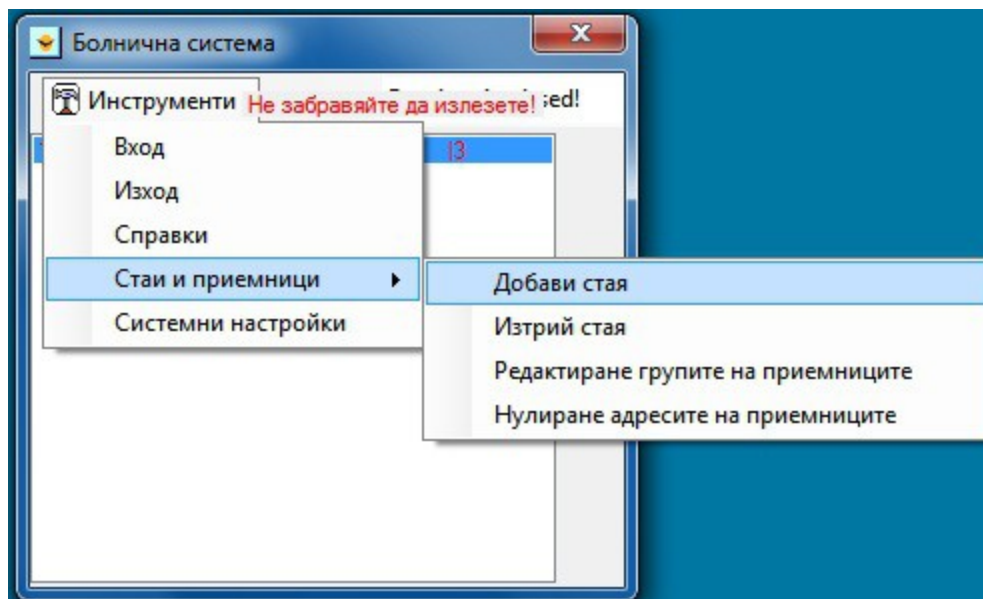 Болнична система
Инструменти
Не забравяйте да излезете!
Вход
Изход
Справки
Стаи и приемници
Системни настройки
Добави стая
Изтрий стая
Редактиране групите на приемниците
Нулиране адресите на приемниците